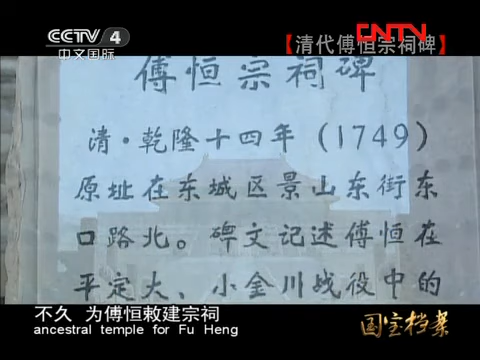 CCTV 4
中文国际
CNTV
【清代傅恒宗祠碑】
傅恒宗祠碑
清·乾隆十四年（1749）
原址在东城区景山东街东
口路北。碑文记述傅恒在
平定大、小金川战役中的
不久 为傅恒敕建宗祠
ancestral temple for Fu Heng
国宝档案